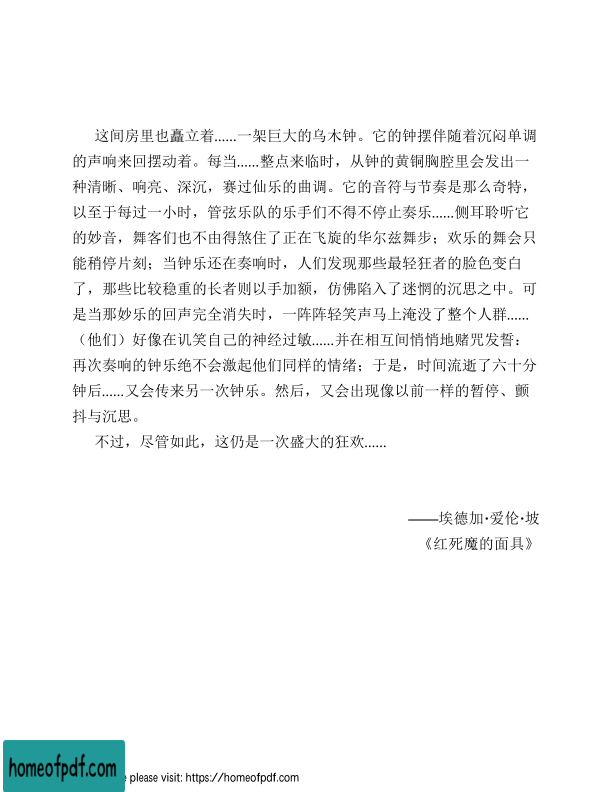 这间房里也矗立着……一架巨大的乌木钟。它的钟摆伴随着沉闷单调
的声响来回摆动着。每当……整点来临时，从钟的黄铜胸腔里会发出一
种清晰、响亮、深沉，赛过仙乐的曲调。它的音符与节奏是那么奇特，
以至于每过一小时，管弦乐队的乐手们不得不停止奏乐……侧耳聆听它
的妙音，舞客们也不由得煞住了正在飞旋的华尔兹舞步；欢乐的舞会只
能稍停片刻；当钟乐还在奏响时，人们发现那些最轻狂者的脸色变白
了，那些比较稳重的长者则以手加额，仿佛陷入了迷惘的沉思之中。可
是当那妙乐的回声完全消失时，一阵阵轻笑声马上淹没了整个人群……
（他们）好像在讥笑自己的神经过敏……并在相互间悄悄地赌咒发誓：
再次奏响的钟乐绝不会激起他们同样的情绪；于是，时间流逝了六十分
钟后……又会传来另一次钟乐。然后，又会出现像以前一样的暂停、颤
抖与沉思。
不过，尽管如此，这仍是一次盛大的狂欢……
——埃德加·爱伦·坡
《红死魔的面具》
homeofpdf.com
e please visit: https://homeofpdf.com